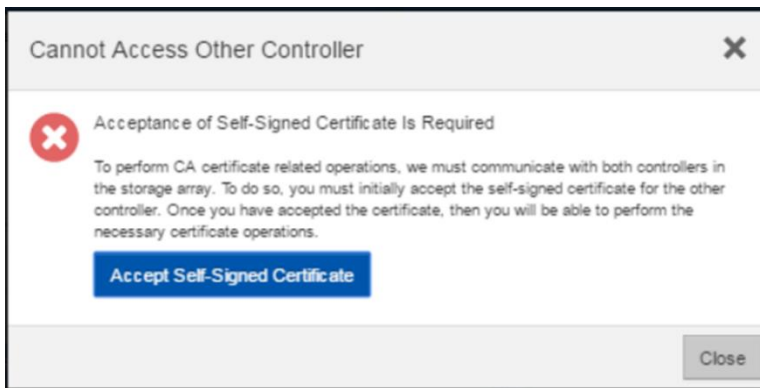 Cannot Access Other Controller
Acceptance of Self-Signed Certificate Is Required
To perform CA certificate related operations, we must communicate with both controllers in
the storage array. To do so, you must initially accept the self-signed certificate for the other
controller. Once you have accepted the certificate, then you will be able to perform the
necessary certificate operations.
Accept Self-Signed Certificate
Close